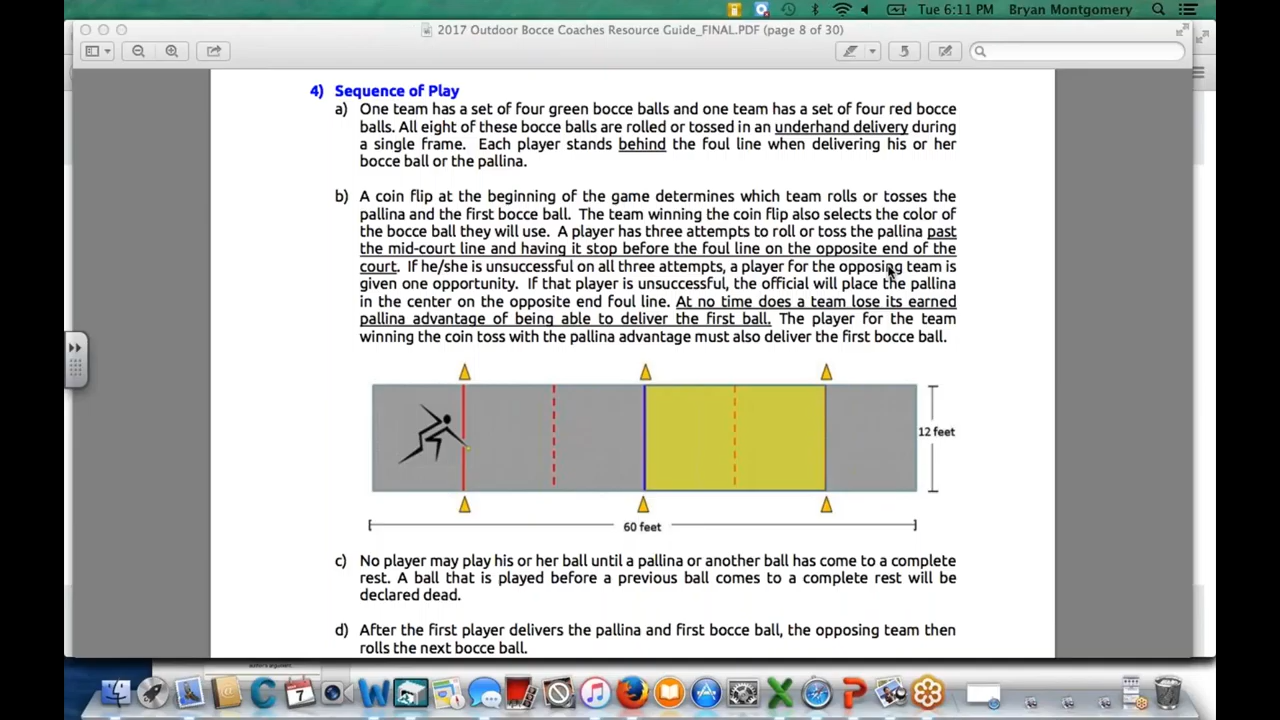 Tue 6:11 PM Bryan Montgomery
2017 Outdoor Bocce Coaches Resource Guide_FINAL.PDF (page 8 of 30)
4) Sequence of Play
a) One team has a set of four green bocce balls and one team has a set of four red bocce
balls. All eight of these bocce balls are rolled or tossed in an underhand delivery during
a single frame. Each player stands behind the foul line when delivering his or her
bocce ball or the pallina.
b) A coin flip at the beginning of the game determines which team rolls or tosses the
pallina and the first bocce ball. The team winning the coin flip also selects the color of
the bocce ball they will use. A player has three attempts to roll or toss the pallina past
the mid-court line and having it stop before the foul line on the opposite end of the
court. If he/she is unsuccessful on all three attempts, a player for the opposing team is
given one opportunity. If that player is unsuccessful, the official will place the pallina
in the center on the opposite end foul line. At no time does a team lose its earned
pallina advantage of being able to deliver the first ball. The player for the team
winning the coin toss with the pallina advantage must also deliver the first bocce ball.
12 feet
60 feet
c) No player may play his or her ball until a pallina or another ball has come to a complete
rest. A ball that is played before a previous ball comes to a complete rest will be
declared dead.
d) After the first player delivers the pallina and first bocce ball, the opposing team then
rolls the next bocce ball.
7